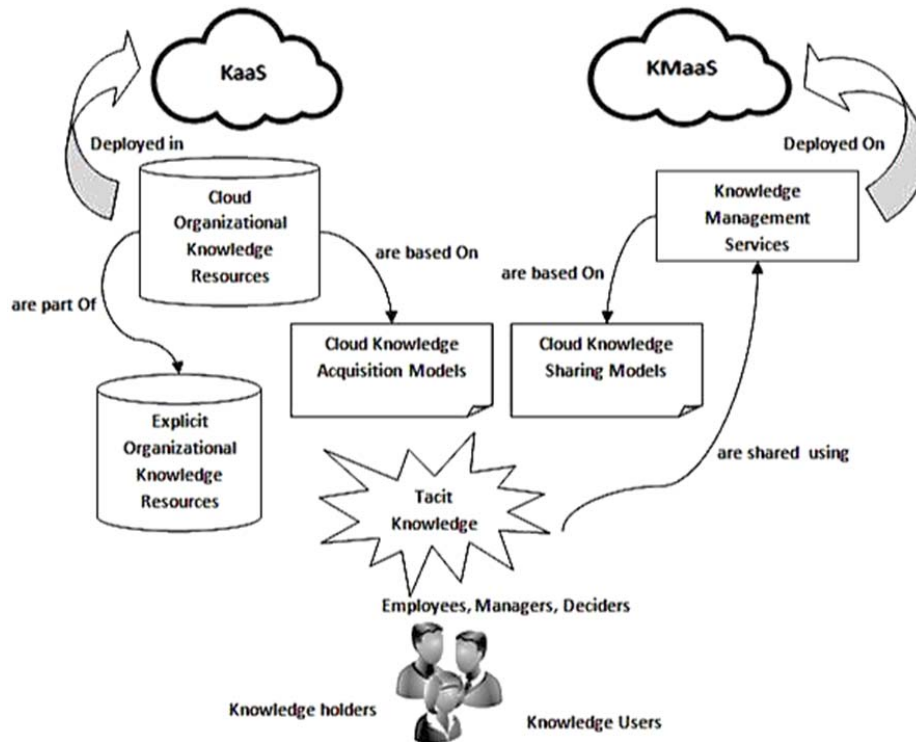 KaaS
KMaaS
Deployed in
Deployed On
Cloud
Organizational
Knowledge
Resources
Knowledge
Management
Services
are based On
are based On
are part Of
Cloud Knowledge
Acquisition Models
Cloud Knowledge
Sharing Models
Explicit
Organizational
Knowledge
Resources
are shared using
Tacit
Knowledge
Employees, Managers, Deciders
Knowledge holders
Knowledge Users